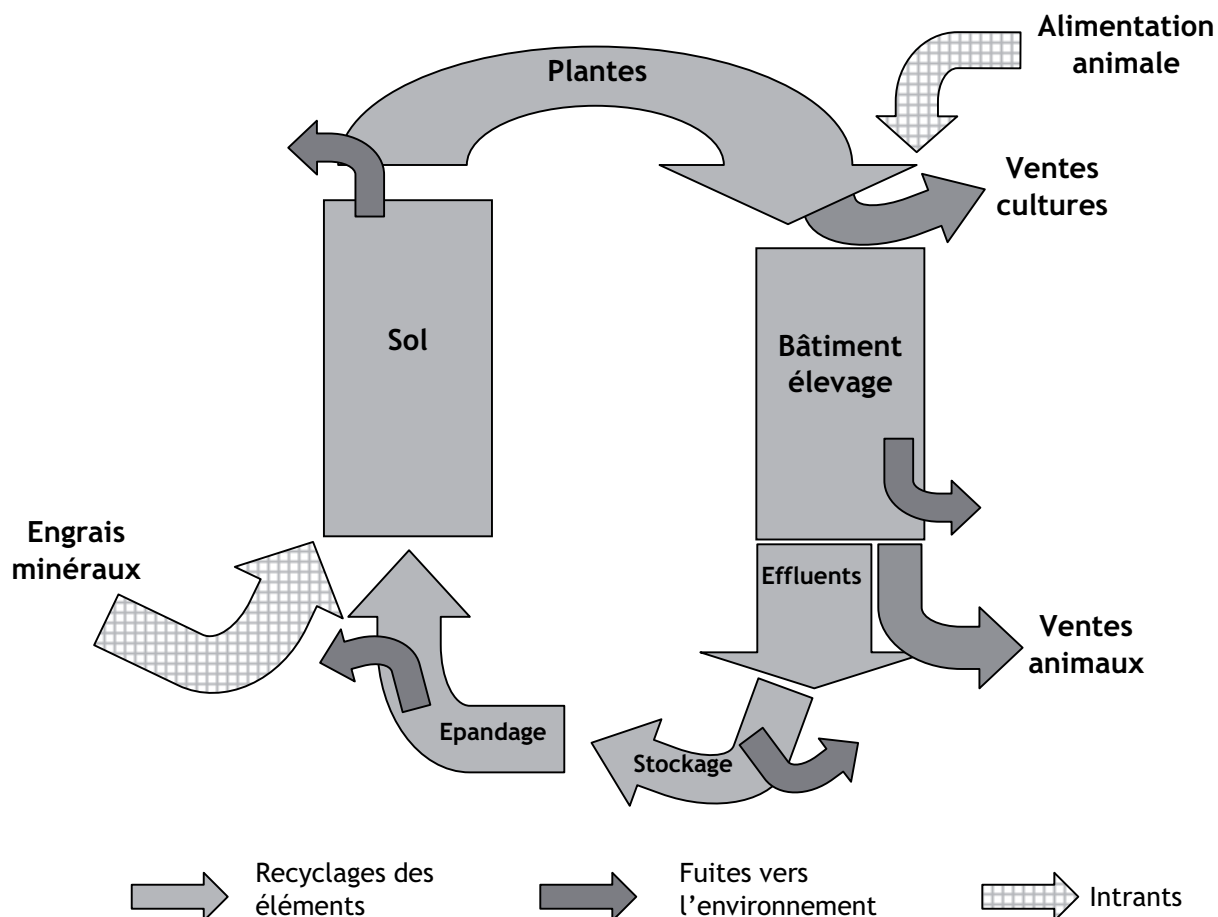 Alimentation
animale
Plantes
Ventes
cultures
Sol
Bâtiment
élevage
Engrais
minéraux
Effluents
Ventes
animaux
Epandage
Stockage
Recyclages des
éléments
Fuites vers
l'environnement
Intrants